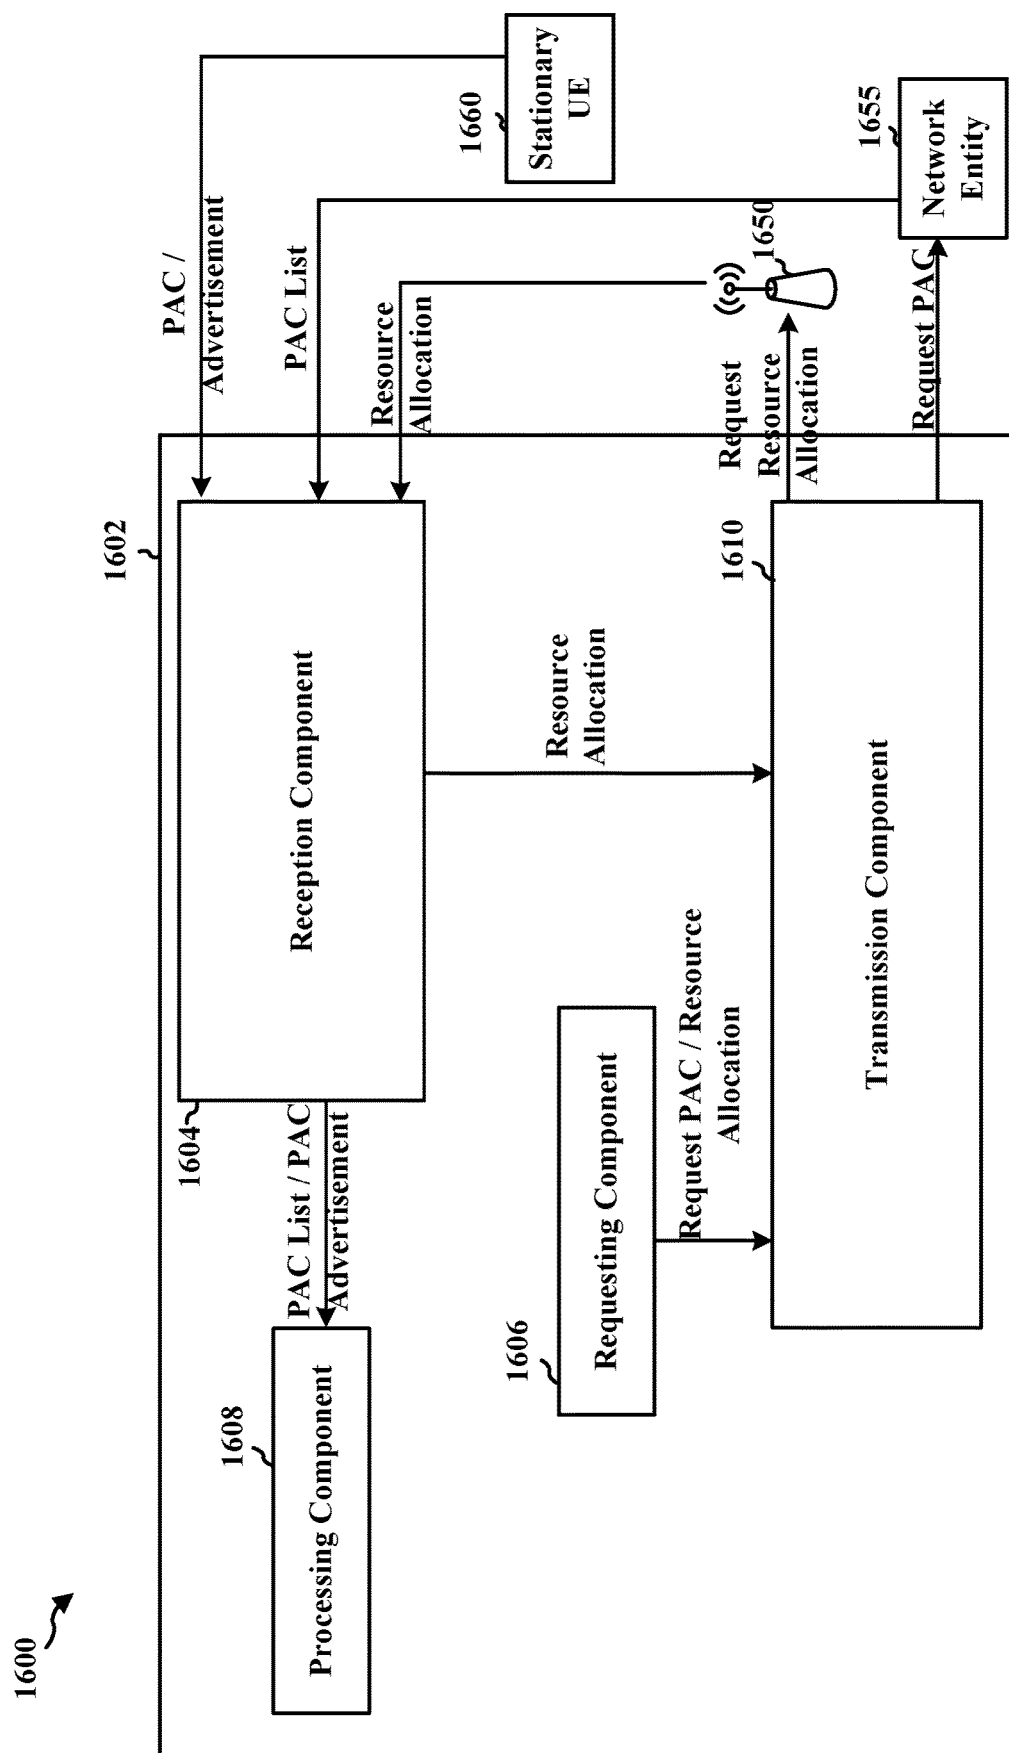 1600
1602
1604
PAC List / PAC
Advertisement
1608
Processing Component
Reception Component
PAC /
Advertisement
PAC List
Resource
Allocation
1660
Stationary
UE
Resource
Allocation
1606
Requesting Component
Request PAC / Resource
Allocation
1610
Transmission Component
Request
Resource
Allocation
1650
Request PAC
1655
Network
Entity